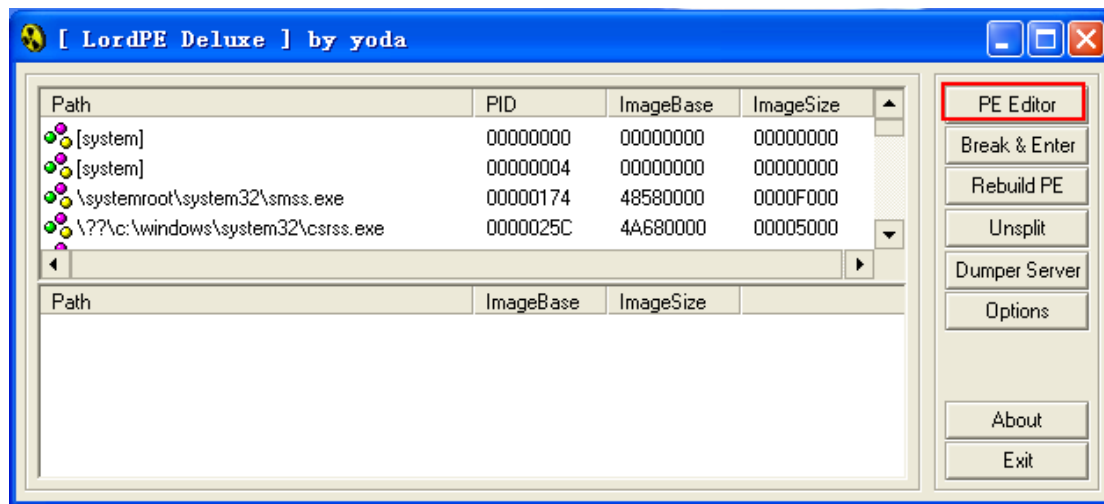 [ LordPE Deluxe ] by yoda
Path PID ImageBase ImageSize
[system] 00000000 00000000 00000000
[system] 00000004 00000000 00000000
\systemroot\system32\smss.exe 00000174 48580000 0000F000
\??\c:\windows\system32\csrss.exe 0000025C 4A680000 00005000
Path ImageBase ImageSize
PE Editor
Break & Enter
Rebuild PE
Unsplit
Dumper Server
Options
About
Exit